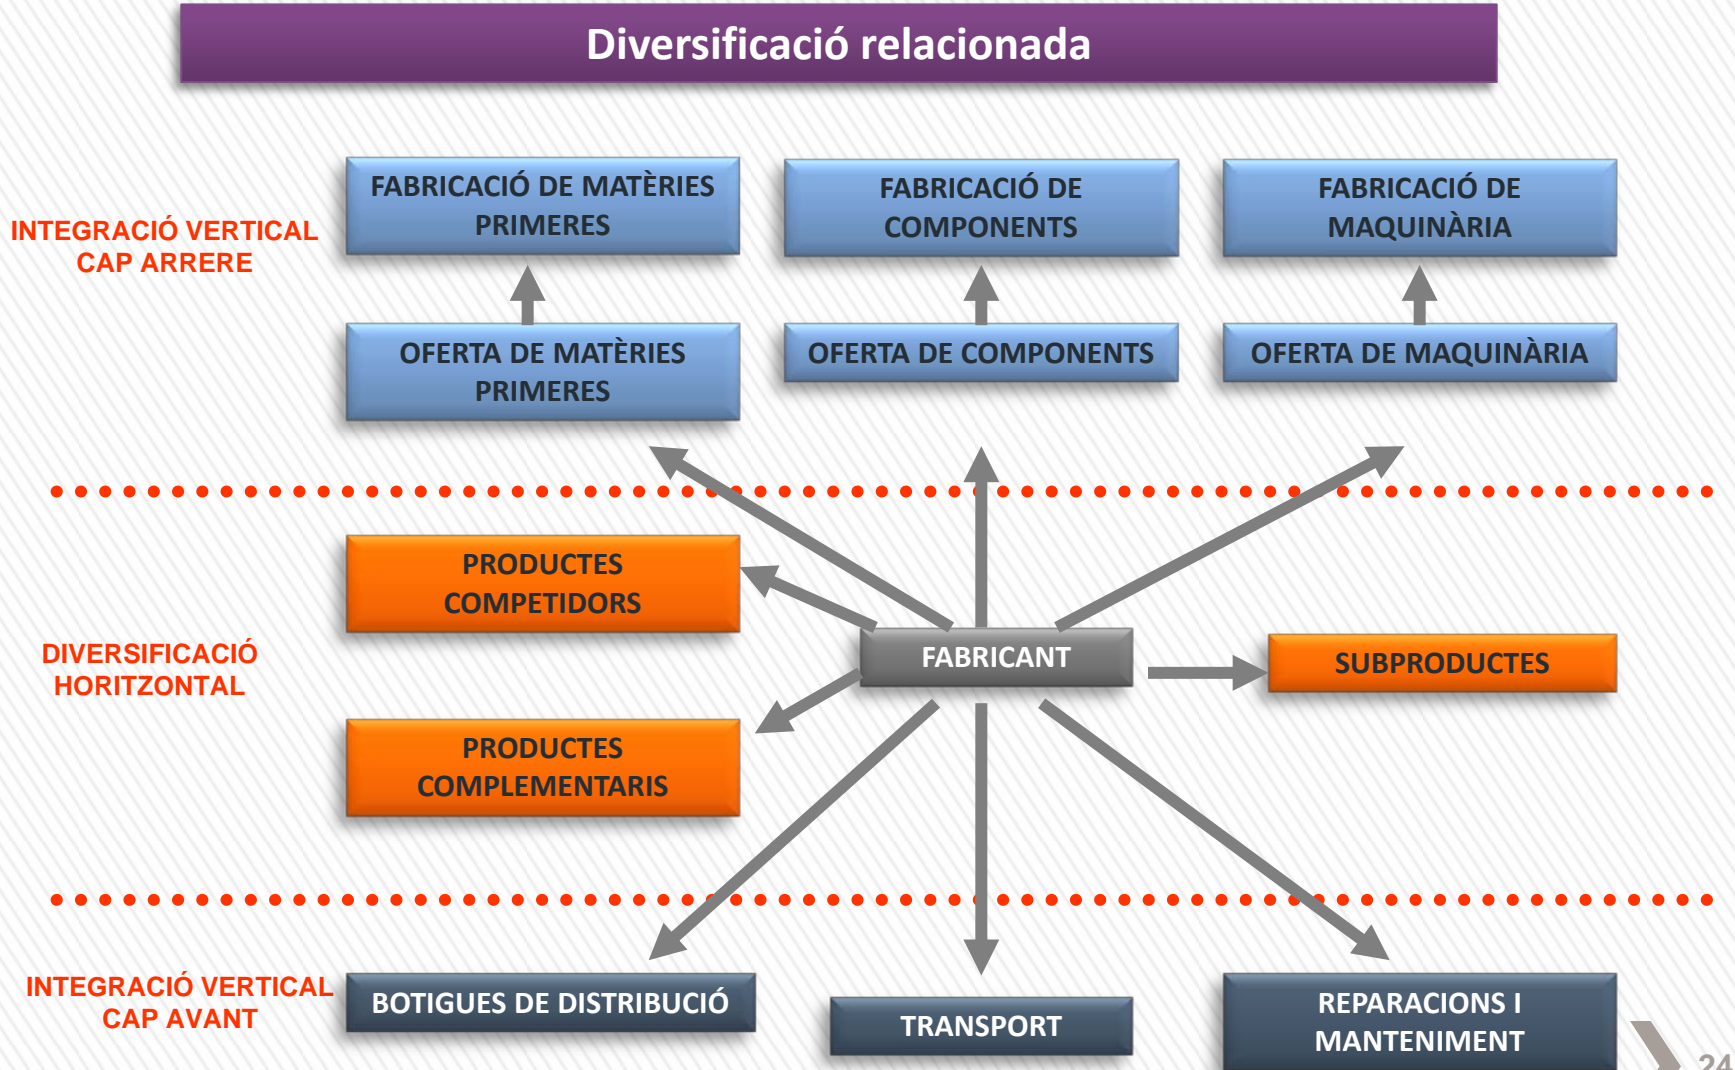 Diversificació relacionada
FABRICACIÓ DE MATÈRIES
PRIMERES
FABRICACIÓ DE
COMPONENTS
FABRICACIÓ DE
MAQUINÀRIA
INTEGRACIÓ VERTICAL
CAP ARRERE
OFERTA DE MATÈRIES
PRIMERES
OFERTA DE COMPONENTS
OFERTA DE MAQUINÀRIA
PRODUCTES
COMPETIDORS
DIVERSIFICACIÓ
HORITZONTAL
FABRICANT
SUBPRODUCTES
PRODUCTES
COMPLEMENTARIS
INTEGRACIÓ VERTICAL
CAP AVANT
BOTIGUES DE DISTRIBUCIÓ
TRANSPORT
REPARACIONS I
MANTENIMENT
24